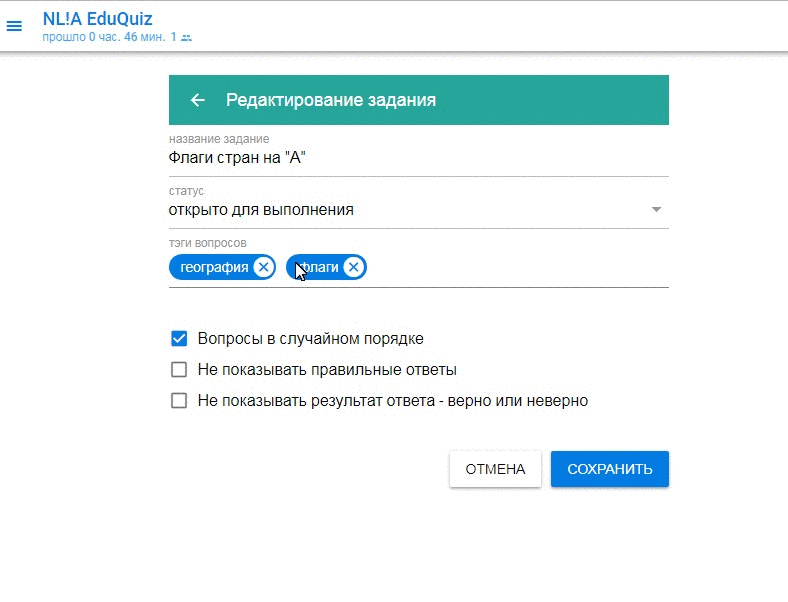 NL!A EduQuiz
прошло 0 час. 46 мин. 1
Редактирование задания
название задание
Флаги стран на "А"
статус
открыто для выполнения
тэги вопросов
география флаги
Вопросы в случайном порядке
Не показывать правильные ответы
Не показывать результат ответа - верно или неверно
ОТМЕНА СОХРАНИТЬ